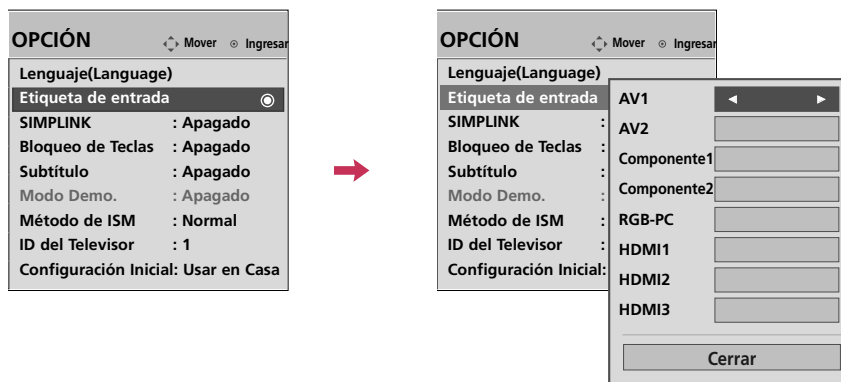 OPCIÓN Mover Ingresar
Lenguaje(Language)
Etiqueta de entrada
SIMPLINK : Apagado
Bloqueo de Teclas : Apagado
Subtítulo : Apagado
Modo Demo. : Apagado
Método de ISM : Normal
ID del Televisor : 1
Configuración Inicial: Usar en Casa
OPCIÓN Mover Ingresar
Lenguaje(Language)
Etiqueta de entrada
SIMPLINK :
Bloqueo de Teclas :
Subtítulo :
Modo Demo. :
Método de ISM :
ID del Televisor :
Configuración Inicial:
AV1
AV2
Componente1
Componente2
RGB-PC
HDMI1
HDMI2
HDMI3
Cerrar